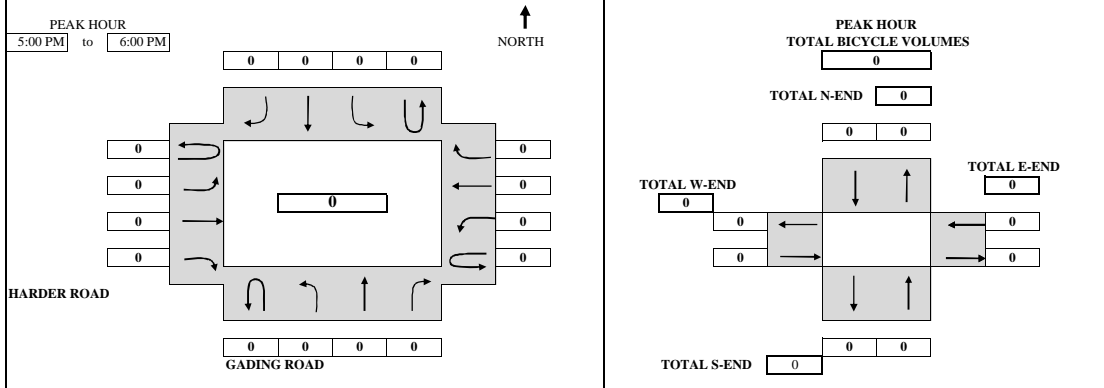 PEAK HOUR
5:00 PM to 6:00 PM
NORTH
0 0 0 0
0 0
0 0
0
0 0
0 0
HARDER ROAD
0 0 0 0
GADING ROAD
PEAK HOUR
TOTAL BICYCLE VOLUMES
0
TOTAL N-END 0
0 0
TOTAL E-END
0
TOTAL W-END
0
0 0
0 0
0 0
TOTAL S-END 0